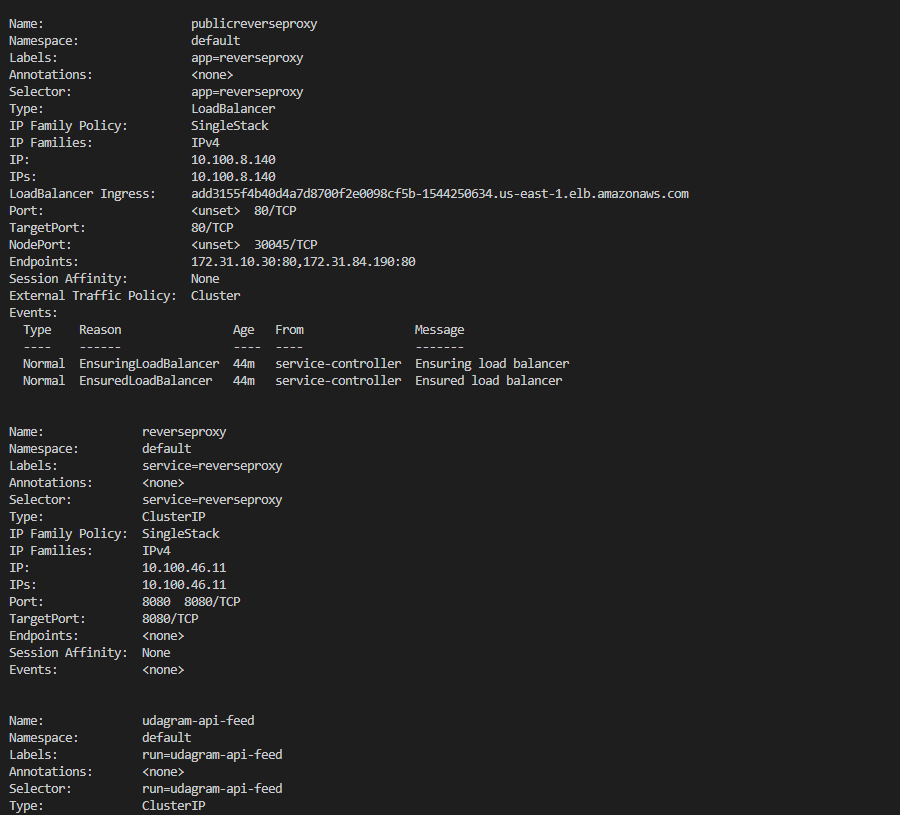 Name: publicreverseproxy
Namespace: default
Labels: app=reverseproxy
Annotations: <none>
Selector: app=reverseproxy
Type: LoadBalancer
IP Family Policy: SingleStack
IP Families: IPv4
IP: 10.100.8.140
IPs: 10.100.8.140
LoadBalancer Ingress: add3155f4b40d4a7d8700f2e0098cf5b-1544250634.us-east-1.elb.amazonaws.com
Port: <unset> 80/TCP
TargetPort: 80/TCP
NodePort: <unset> 30045/TCP
Endpoints: 172.31.10.30:80,172.31.84.190:80
Session Affinity: None
External Traffic Policy: Cluster
Events:
Type Reason Age From Message
---- ------ ---- ---- -------
Normal EnsuringLoadBalancer 44m service-controller Ensuring load balancer
Normal EnsuredLoadBalancer 44m service-controller Ensured load balancer
Name: reverseproxy
Namespace: default
Labels: service=reverseproxy
Annotations: <none>
Selector: service=reverseproxy
Type: ClusterIP
IP Family Policy: SingleStack
IP Families: IPv4
IP: 10.100.46.11
IPs: 10.100.46.11
Port: 8080 8080/TCP
TargetPort: 8080/TCP
Endpoints: <none>
Session Affinity: None
Events: <none>
Name: udagram-api-feed
Namespace: default
Labels: run=udagram-api-feed
Annotations: <none>
Selector: run=udagram-api-feed
Type: ClusterIP